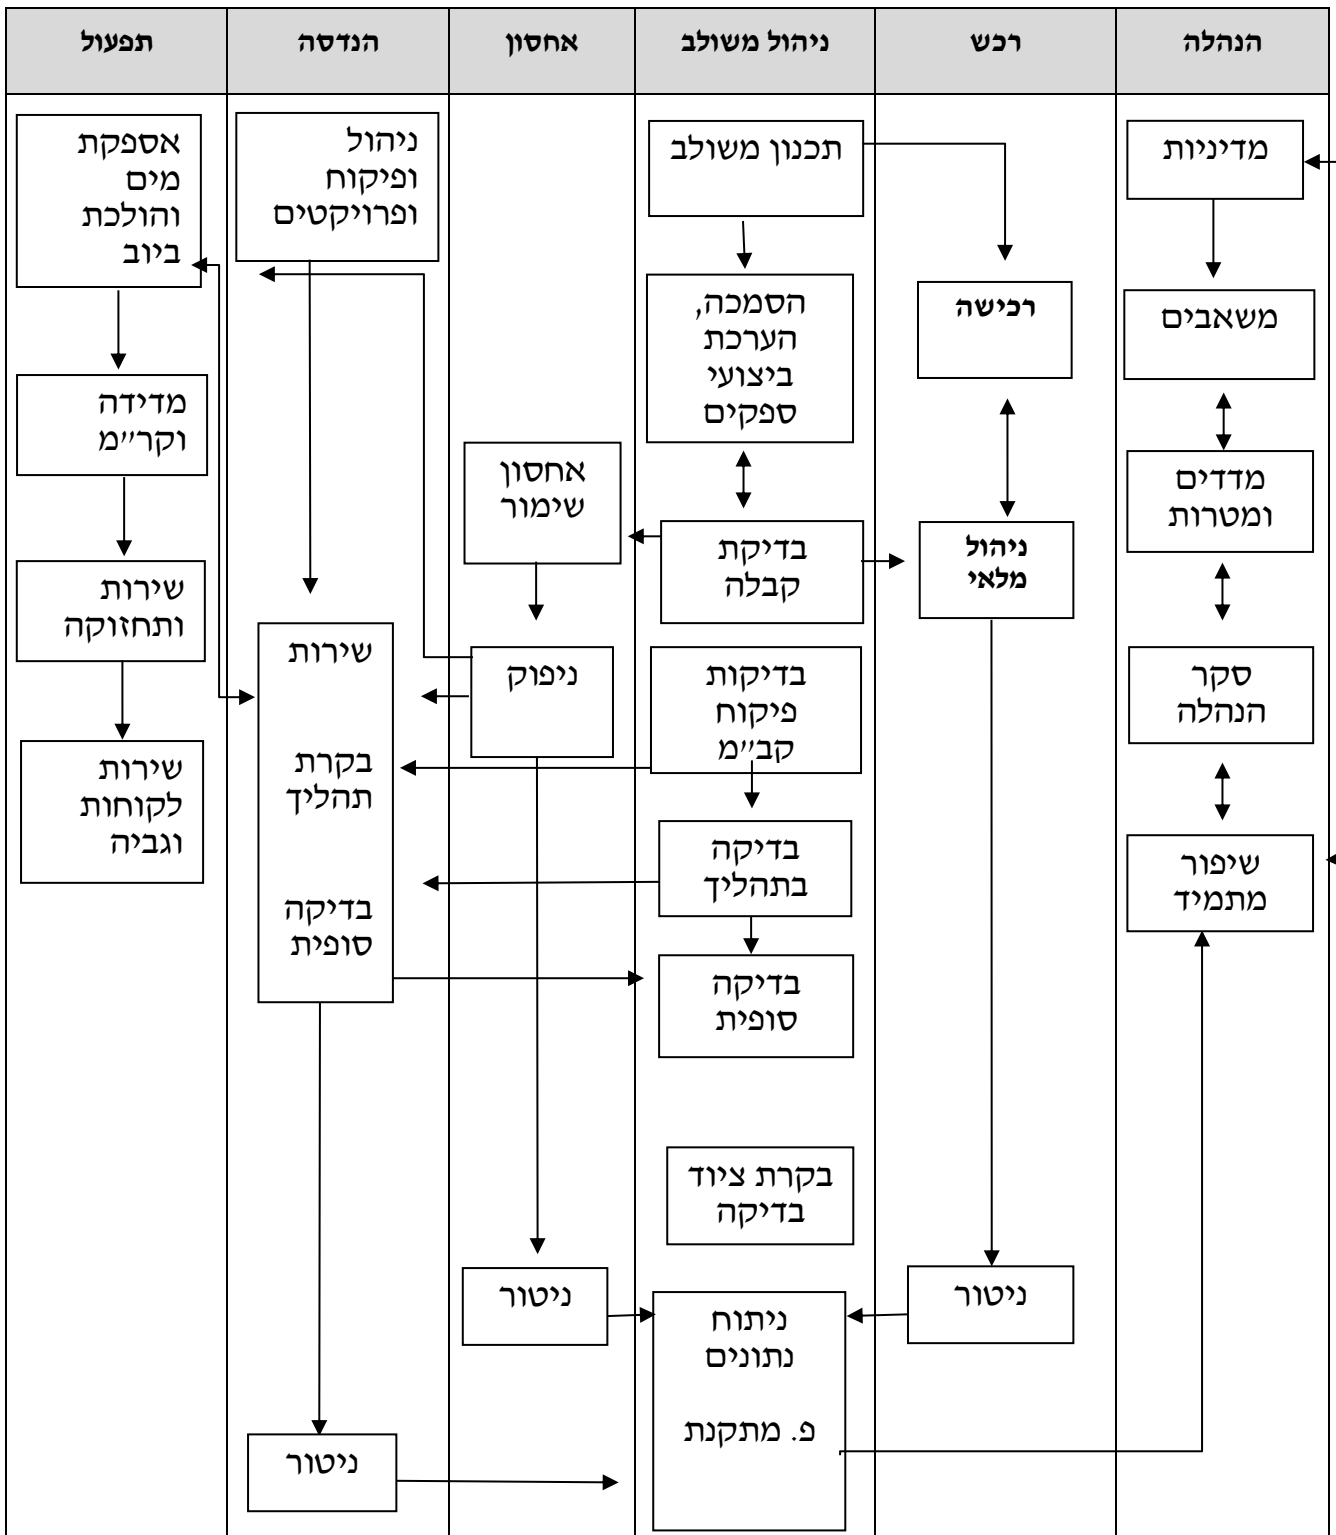 הנהלה
רכש
ניהול משולב
אחסון
הנדסה
תפעול
מדיניות
משאבים
מדדים
ומטרות
סקר
הנהלה
שיפור
מתמיד
רכישה
ניהול
מלאי
ניטור
תכנון משולב
הסמכה,
הערכת
ביצועי
ספקים
בדיקת
קבלה
בדיקות
פיקוח
קב״מ
בדיקה
בתהליך
בדיקה
סופית
בקרת ציוד
בדיקה
ניתוח
נתונים
פ. מתקנת
אחסון
שימור
ניפוק
ניטור
ניהול
ופיקוח
ופרויקטים
שירות
בקרת
תהליך
בדיקה
סופית
ניטור
אספקת
מים
והולכת
ביוב
מדידה
וקר״מ
שירות
ותחזוקה
שירות
לקוחות
וגביה